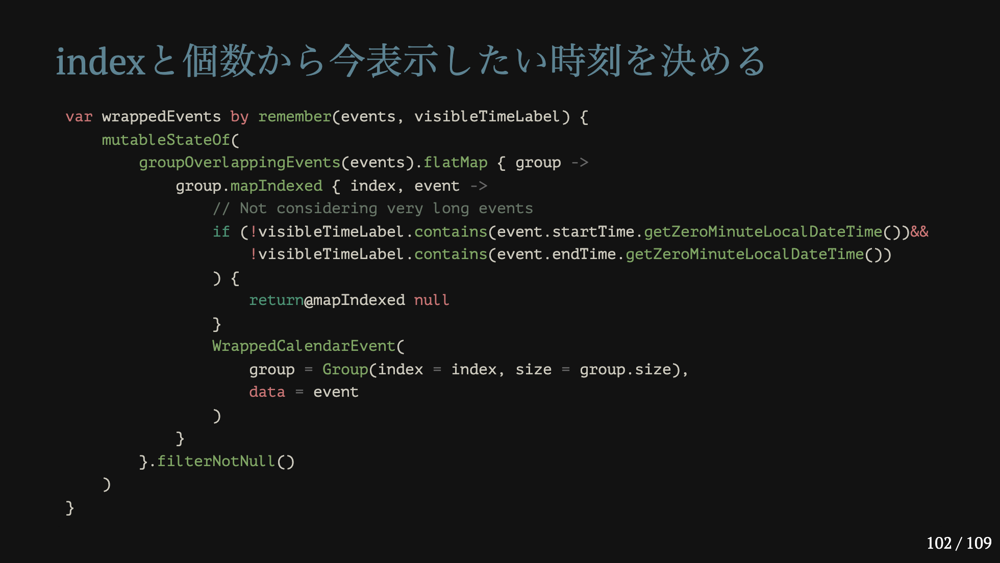 indexと個数から今表示したい時刻を決める
var wrappedEvents by remember(events, visibleTimeLabel) {
    mutableStateOf(
        groupOverlappingEvents(events).flatMap { group ->
            group.mapIndexed { index, event ->
                // Not considering very long events
                if (!visibleTimeLabel.contains(event.startTime.getZeroMinuteLocalDateTime())&&
                    !visibleTimeLabel.contains(event.endTime.getZeroMinuteLocalDateTime())
                ) {
                    return@mapIndexed null
                }
                WrappedCalendarEvent(
                    group = Group(index = index, size = group.size),
                    data = event
                )
            }
        }.filterNotNull()
    )
}
102 / 109